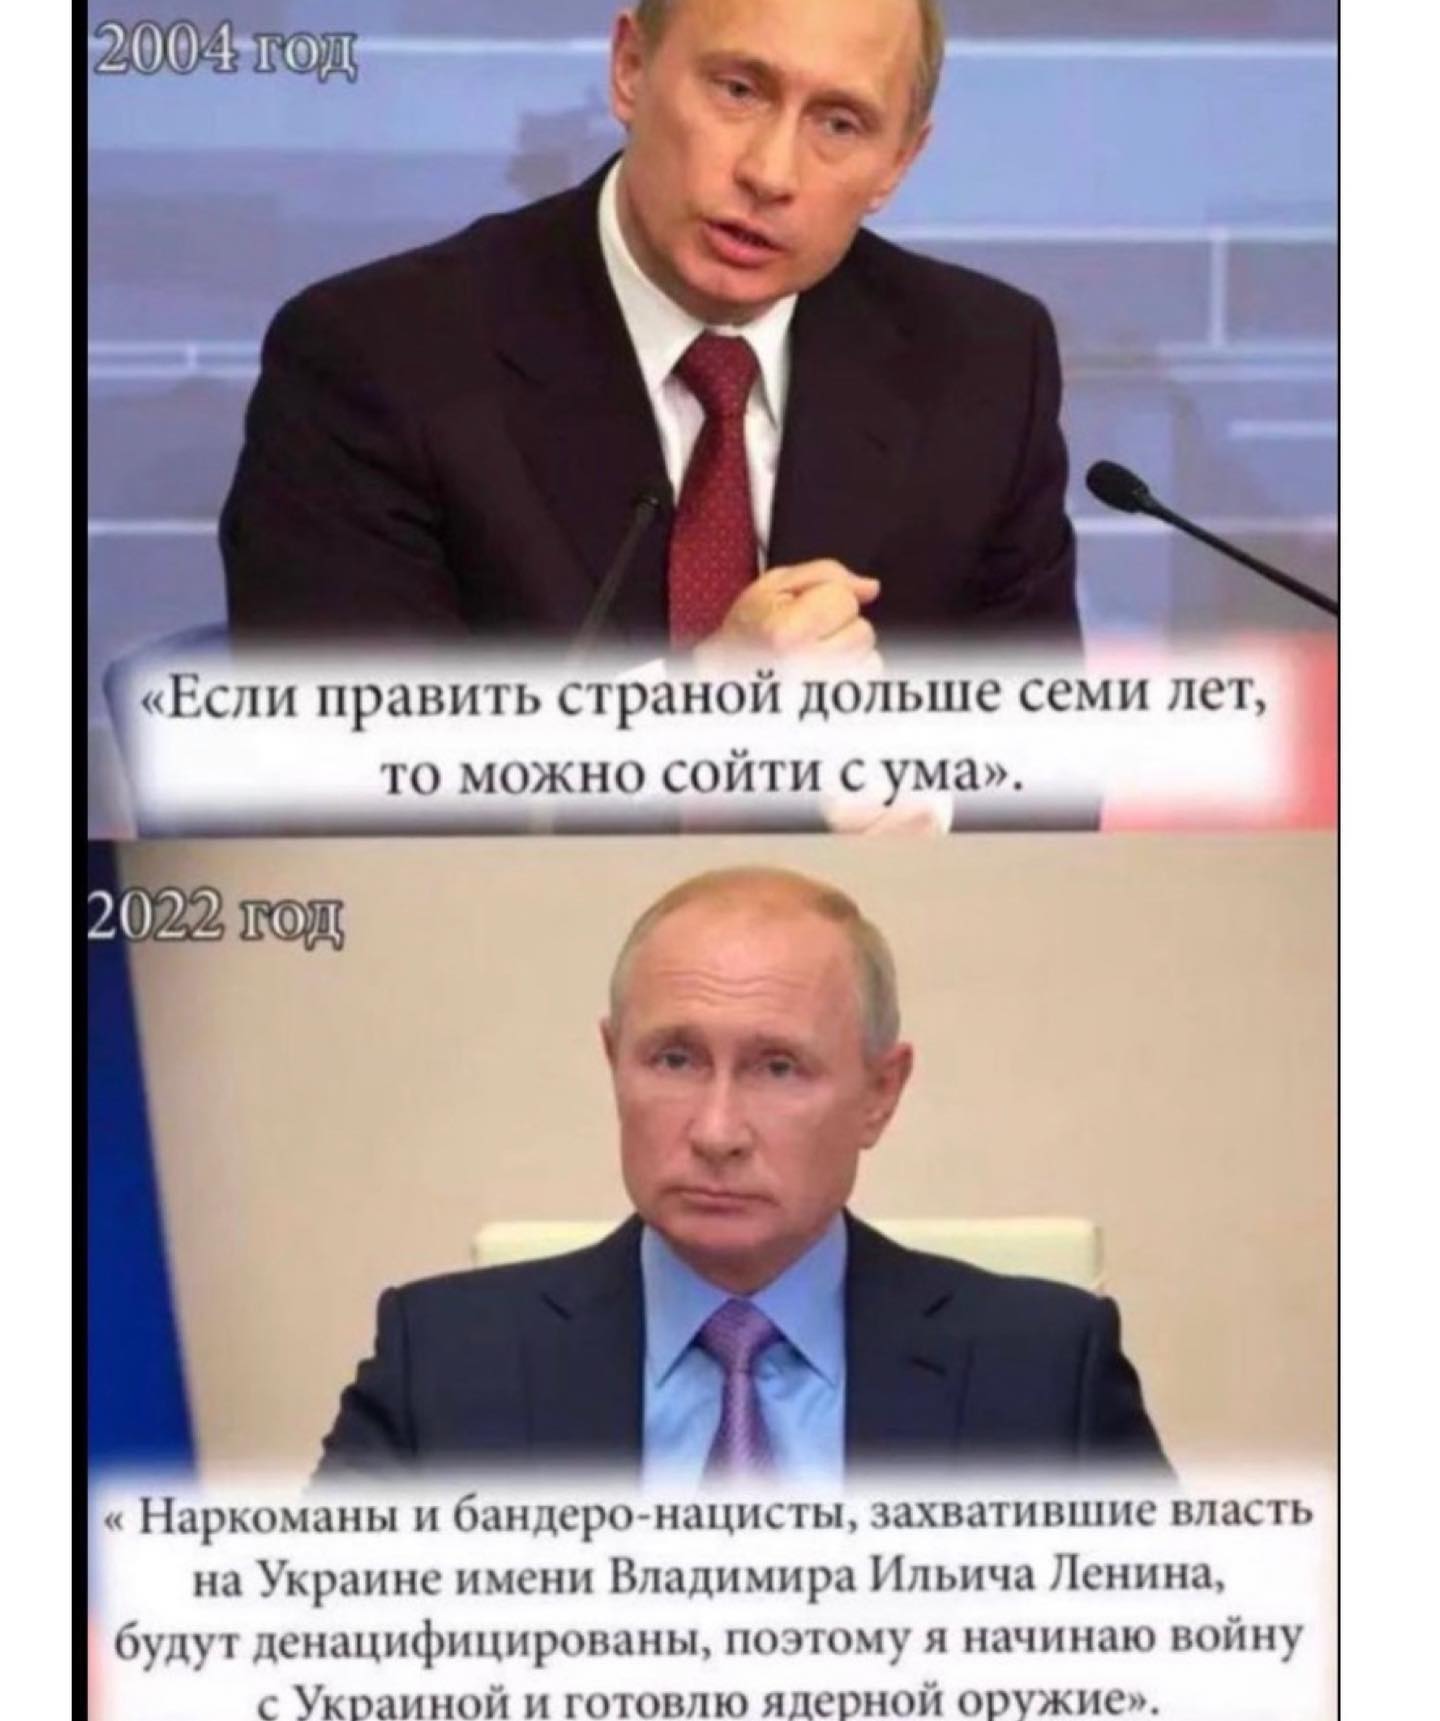 2004 год
«Если править страной дольше семи лет,
то можно сойти с ума».
2022 год
« Наркоманы и бандеро-нацисты, захватившие власть
на Украине имени Владимира Ильича Ленина,
будут денацифицированы, поэтому я начинаю войну
с Украиной и готовлю ядерной оружие».